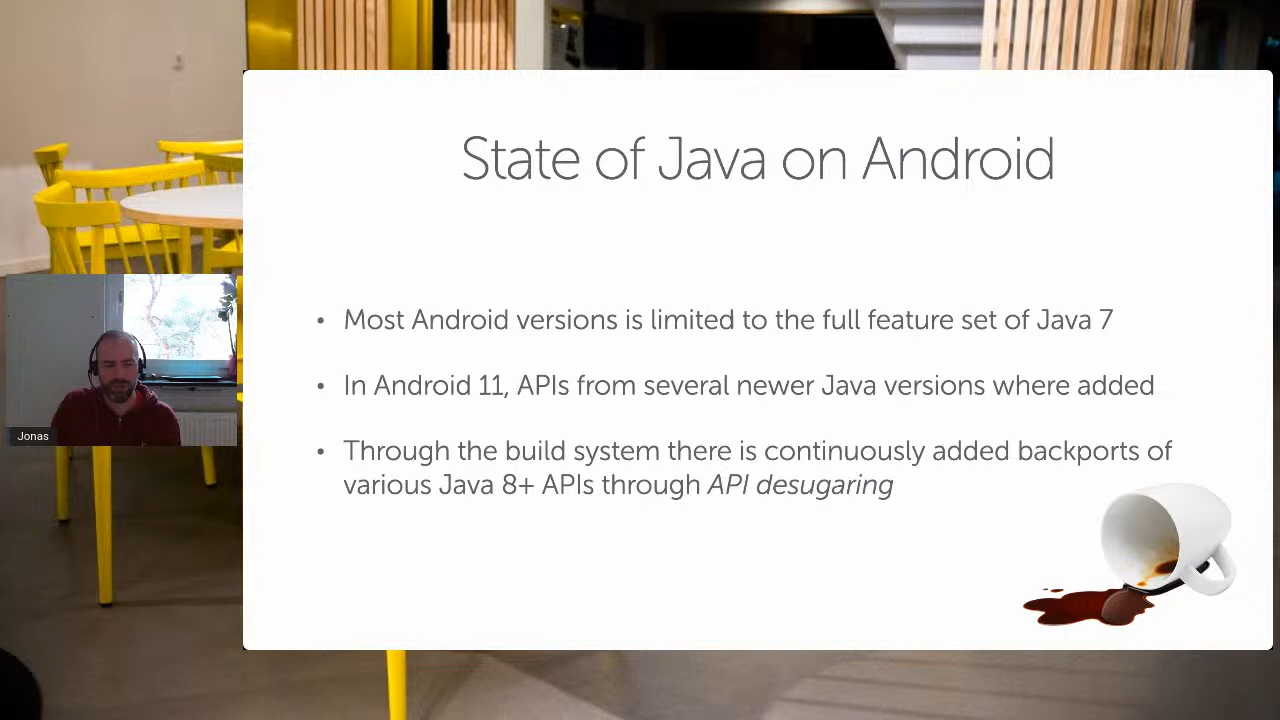 State of Java on Android
• Most Android versions is limited to the full feature set of Java 7
• In Android 11, APIs from several newer Java versions where added
• Through the build system there is continuously added backports of
various Java 8+ APIs through API desugaring
Jonas